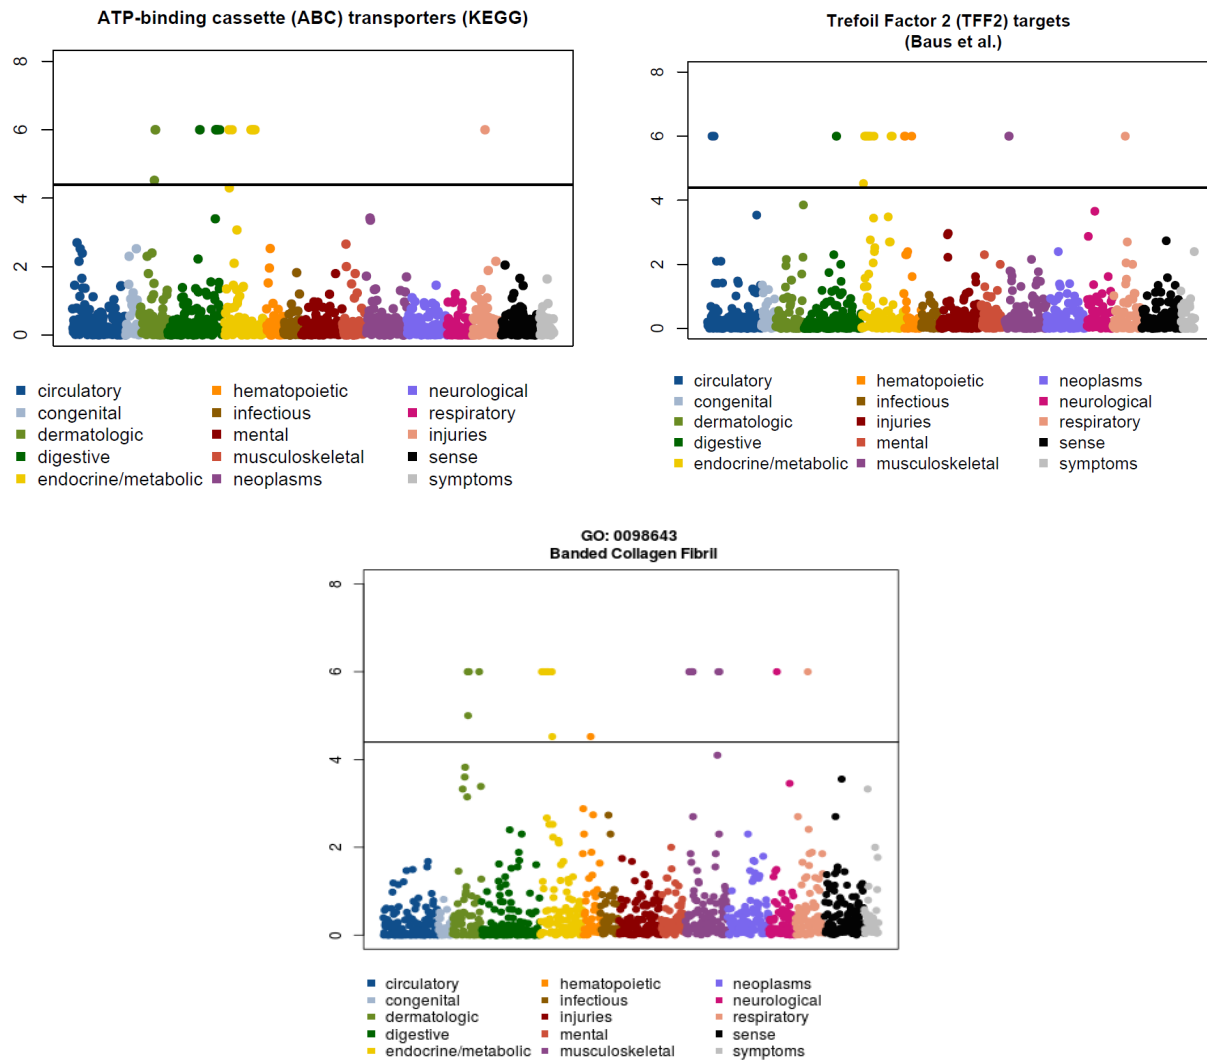 ATP-binding cassette (ABC) transporters (KEGG)
8
6
4
2
0
circulatory
congenital
dermatologic
digestive
endocrine/metabolic
hematopoietic
infectious
mental
musculoskeletal
neoplasms
neurological
respiratory
injuries
sense
symptoms
Trefoil Factor 2 (TFF2) targets
(Baus et al.)
8
6
4
2
0
circulatory
congenital
dermatologic
digestive
endocrine/metabolic
hematopoietic
infectious
injuries
mental
musculoskeletal
neoplasms
neurological
respiratory
sense
symptoms
GO: 0098643
Banded Collagen Fibril
8
6
4
2
0
circulatory
congenital
dermatologic
digestive
endocrine/metabolic
hematopoietic
infectious
injuries
mental
musculoskeletal
neoplasms
neurological
respiratory
sense
symptoms